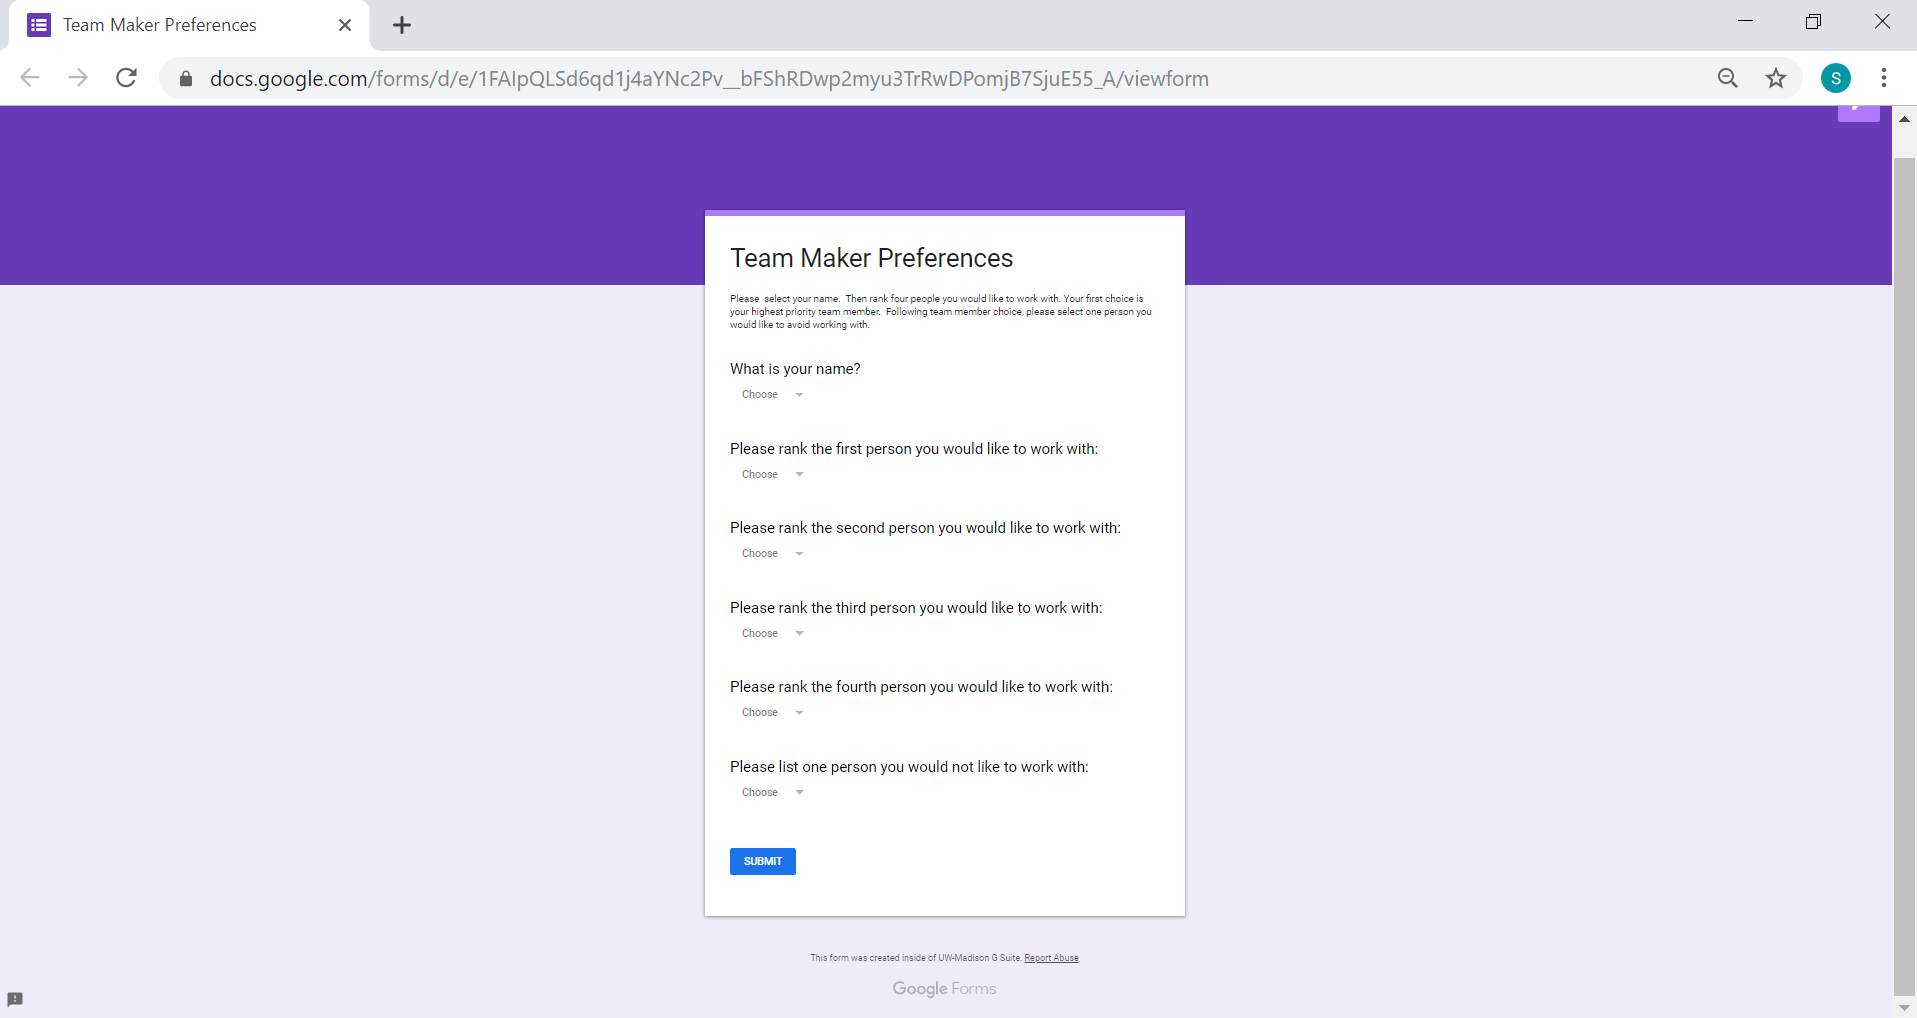 Team Maker Preferences
docs.google.com/forms/d/e/1FAIpQLSd6qd1j4aYNc2Pv__bFShRDwp2myu3TrRwDPomjB7SjuE55_A/viewform
S
Team Maker Preferences
Please  select your name.  Then rank four people you would like to work with. Your first choice is
your highest priority team member.  Following team member choice, please select one person you
would like to avoid working with.
What is your name?
Choose
Please rank the first person you would like to work with:
Choose
Please rank the second person you would like to work with:
Choose
Please rank the third person you would like to work with:
Choose
Please rank the fourth person you would like to work with:
Choose
Please list one person you would not like to work with:
Choose
SUBMIT
This form was created inside of UW-Madison G Suite. Report Abuse
Google Forms